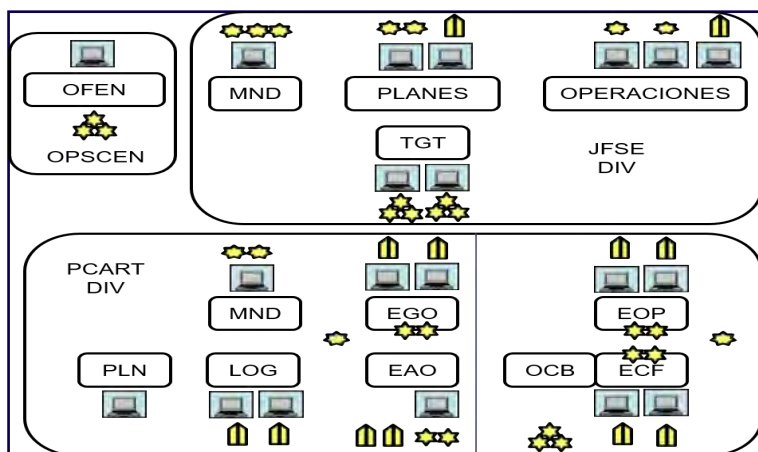 OFEN
OPSCEN
MND
PLANES
OPERACIONES
TGT
JFSE
DIV
PCART
DIV
MND
EGO
EOP
PLN
LOG
EAO
OCB
ECF